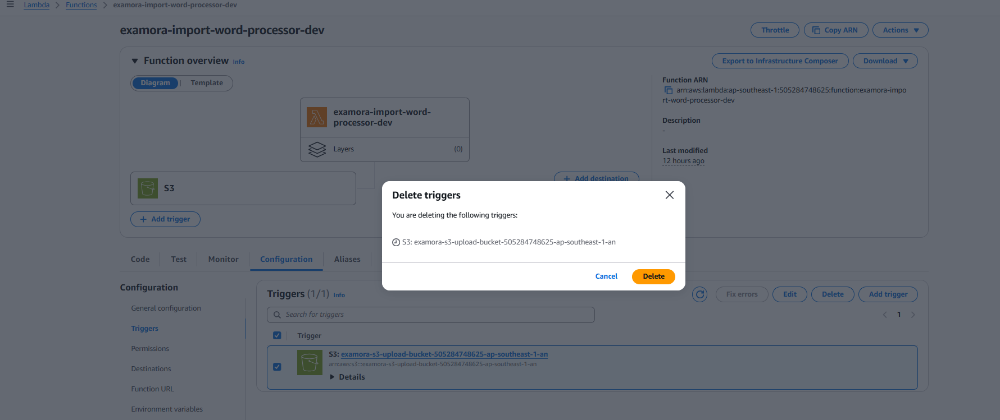 Lambda > Functions > examora-import-word-processor-dev
examora-import-word-processor-dev
Throttle
Copy ARN
Actions
Function overview Info
Export to Infrastructure Composer
Download
Diagram
Template
examora-import-word-
processor-dev
Layers (0)
S3
+ Add trigger
+ Add destination
Function ARN
arn:aws:lambda:ap-southeast-1:505284748625:function:examora-impo
rt-word-processor-dev
Description
-
Last modified
12 hours ago
Delete triggers
You are deleting the following triggers:
S3: examora-s3-upload-bucket-505284748625-ap-southeast-1-an
Cancel
Delete
Code
Test
Monitor
Configuration
Aliases
Configuration
General configuration
Triggers
Permissions
Destinations
Function URL
Environment variables
Triggers (1/1) Info
Fix errors
Edit
Delete
Add trigger
Search for triggers
1
Trigger
S3: examora-s3-upload-bucket-505284748625-ap-southeast-1-an
arn:aws:s3:::examora-s3-upload-bucket-505284748625-ap-southeast-1-an
Details